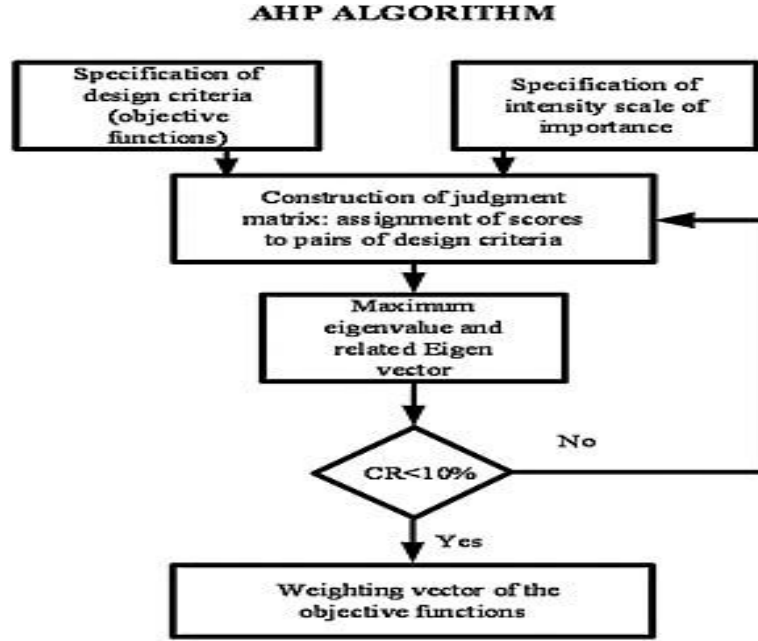 AHP ALGORITHM
Specification of
design criteria
(objective
functions)
Specification of
intensity scale of
importance
Construction of judgment
matrix: assignment of scores
to pairs of design criteria
Maximum
eigenvalue and
related Eigen
vector
CR<10%
No
Yes
Weighting vector of the
objective functions